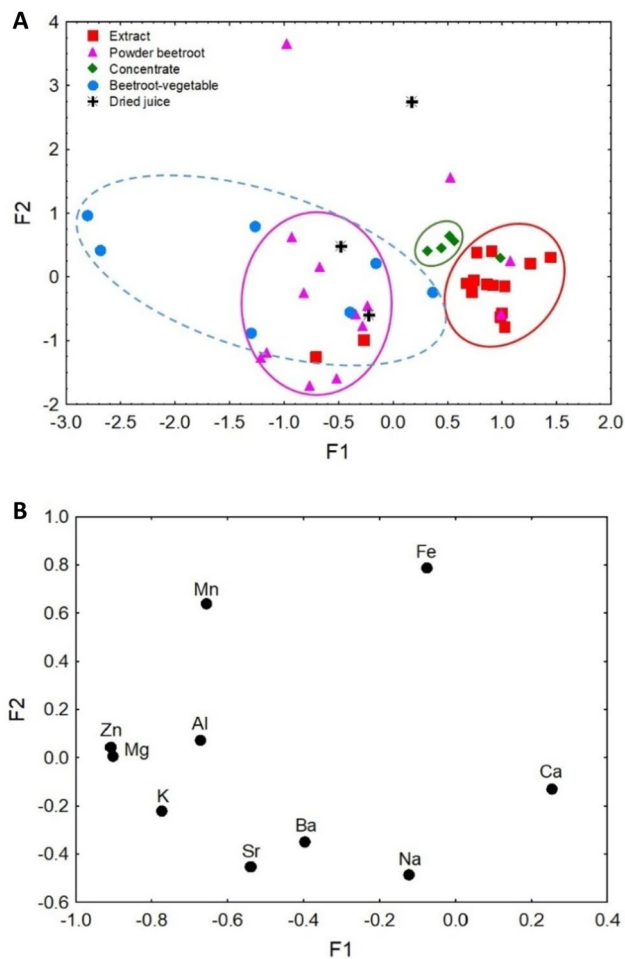 A
4
3
2
1
0
-1
-2
F2
Extract
Powder beetroot
Concentrate
Beetroot-vegetable
Dried juice
-3.0 -2.5 -2.0 -1.5 -1.0 -0.5 0.0 0.5 1.0 1.5 2.0
F1
B
1.0
0.8
0.6
0.4
0.2
0.0
-0.2
-0.4
-0.6
F2
Fe
Mn
Al
Zn
Mg
K
Ca
Ba
Sr
Na
-1.0 -0.8 -0.6 -0.4 -0.2 0.0 0.2 0.4
F1